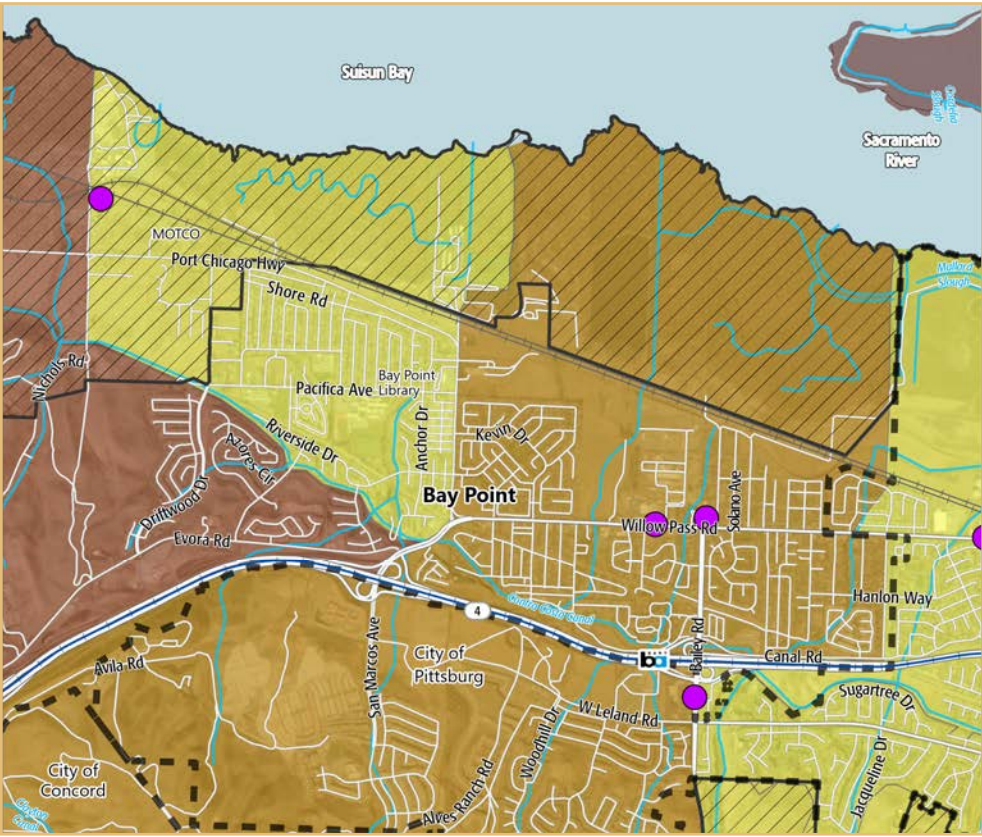 Suisun Bay
Sacramento
River
MOTCO
Port Chicago Hwy
Mallard
Slough
Shore Rd
Nichols Rd
Pacifica Ave
Bay Point
Library
Anchor Dr
Kevin Dr
Riverside Dr
Azores Cir
Driftwood Dr
Bay Point
Solano Ave
Willow Pass Rd
Evora Rd
Hanlon Way
Contra Costa Canal
4
ba
Bailey Rd
Canal Rd
Avila Rd
San Marcos Ave
City of
Pittsburg
Sugartree Dr
W Leland Rd
Woodhill Dr
Jacqueline Dr
City of
Concord
Alves Ranch Rd
Canal